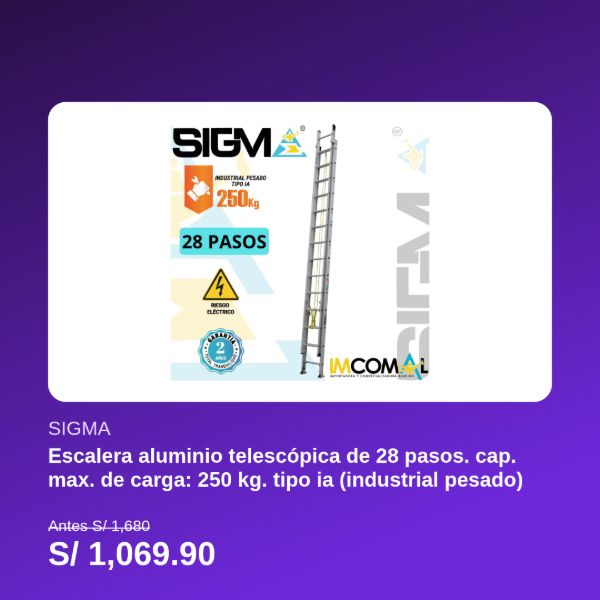 SIGMA
INDUSTRIAL PESADO
TIPO IA
250Kg
28 PASOS
RIESGO
ELÉCTRICO
GARANTIA
2
AÑOS
IMCOMAL
SIGMA
SIGMA
Escalera aluminio telescópica de 28 pasos. cap.
max. de carga: 250 kg. tipo ia (industrial pesado)
Antes S/ 1,680
S/ 1,069.90